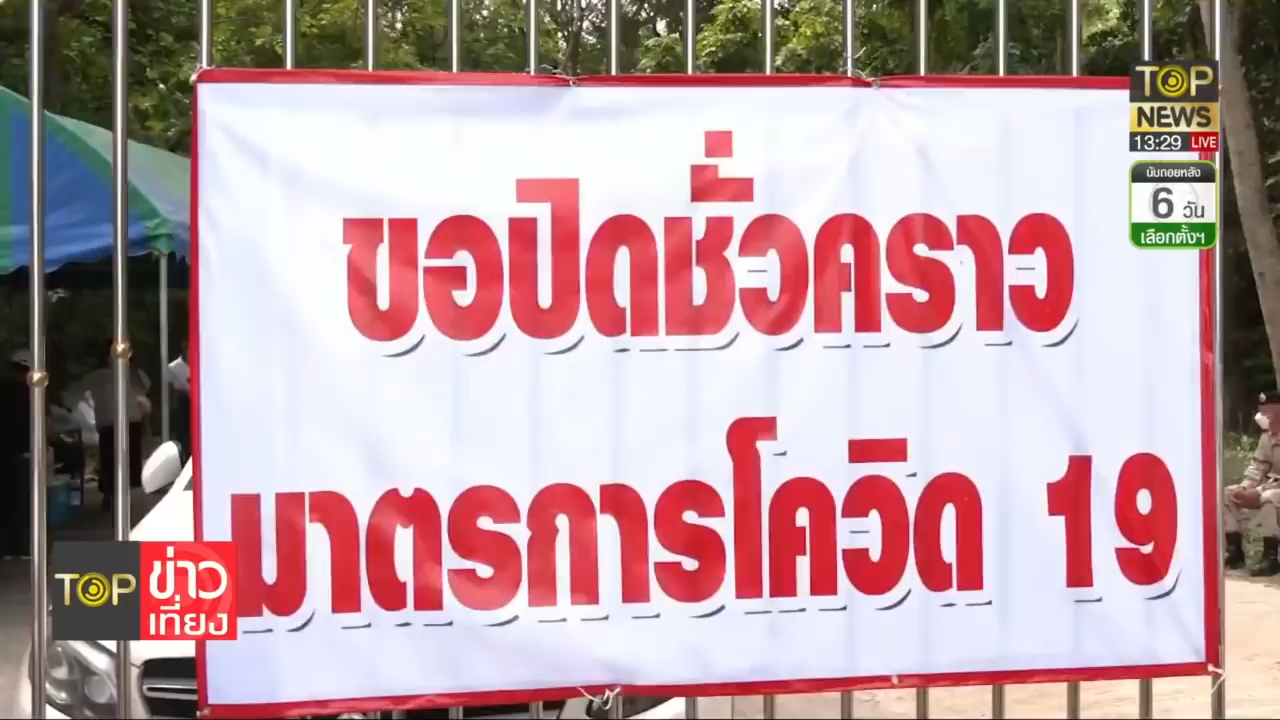 TOP
NEWS
13:29 LIVE
นับถอยหลัง
6 วัน
เลือกตั้งฯ
ขอปิดชั่วคราว
มาตรการโควิด 19
TOP ข่าว
เที่ยง